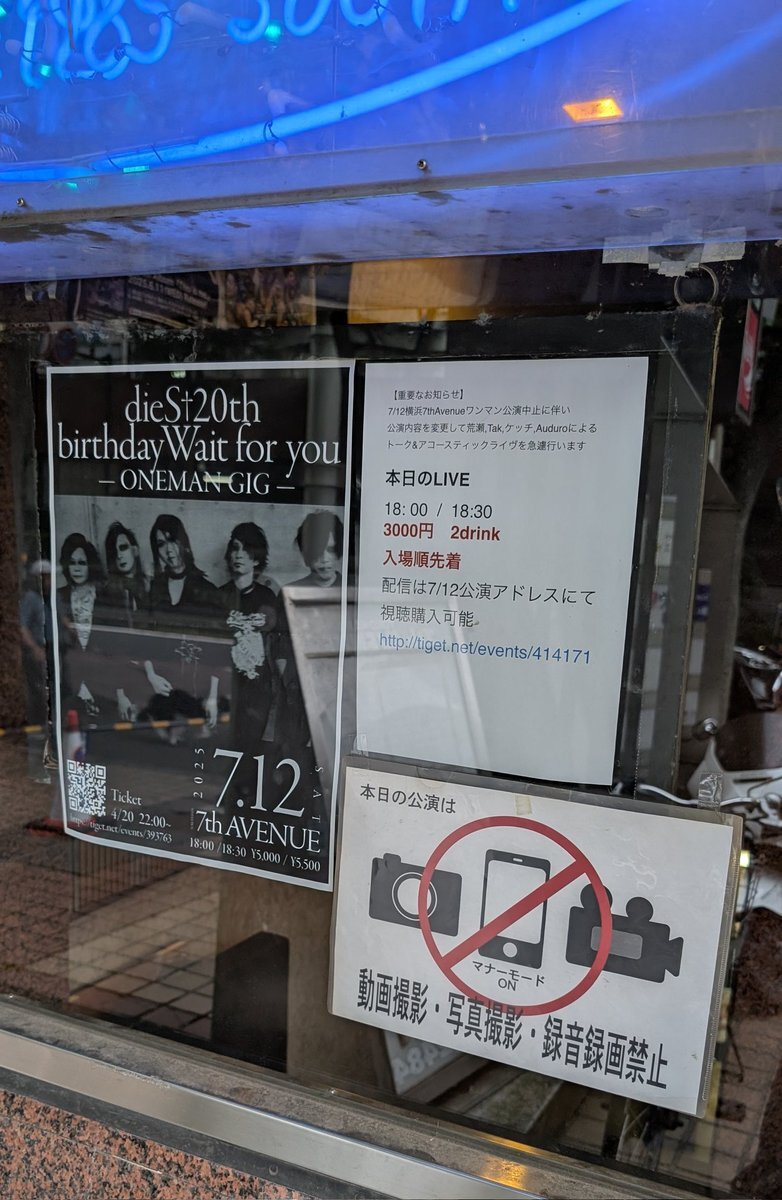 dieS†20th
birthdayWait for you
— ONEMAN GIG —
2025
7.12
SAT
7th AVENUE
18:00 / 18:30 ¥5,000 / ¥5,500
Ticket
4/20 22:00~
http://tiget.net/events/393763
【重要なお知らせ】
7/12横浜7thAvenueワンマン公演中止に伴い
公演内容を変更して荒瀬,Tak,ケッチ,Auduroによる
トーク&アコースティックライヴを急遽行います
本日のLIVE
18:00 / 18:30
3000円 2drink
入場順先着
配信は7/12公演アドレスにて
視聴購入可能
http://tiget.net/events/414171
本日の公演は
マナーモード
ON
動画撮影・写真撮影・録音録画禁止